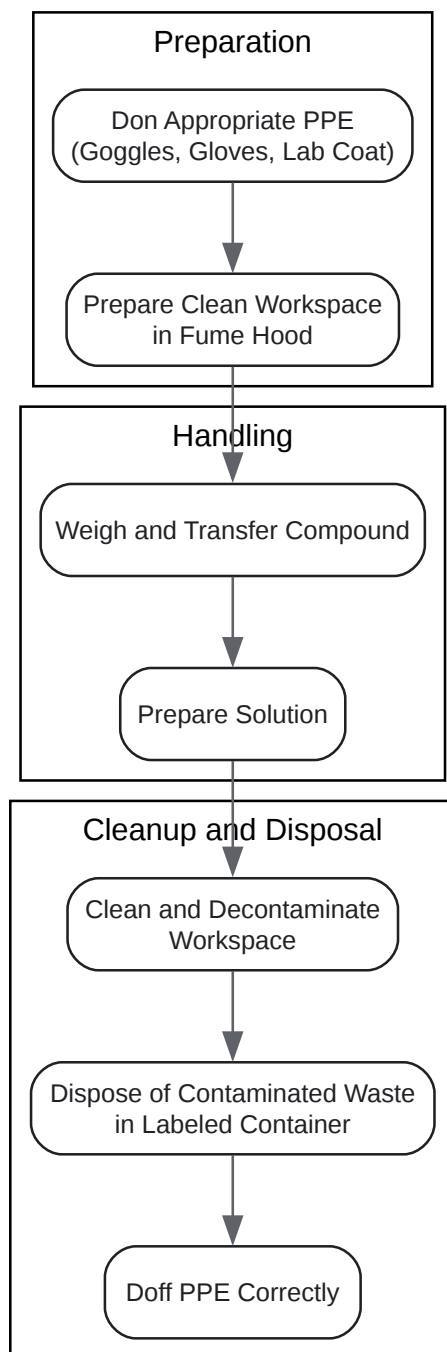 Preparation
Don Appropriate PPE
(Goggles, Gloves, Lab Coat)
Prepare Clean Workspace
in Fume Hood
Handling
Weigh and Transfer Compound
Prepare Solution
Cleanup and Disposal
Clean and Decontaminate
Workspace
Dispose of Contaminated Waste
in Labeled Container
Doff PPE Correctly